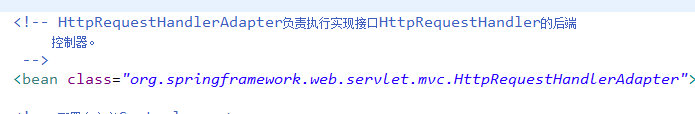 <!-- HttpRequestHandlerAdapter负责执行实现接口HttpRequestHandler的后端
控制器。
-->
<bean class="org.springframework.web.servlet.mvc.HttpRequestHandlerAdapter">